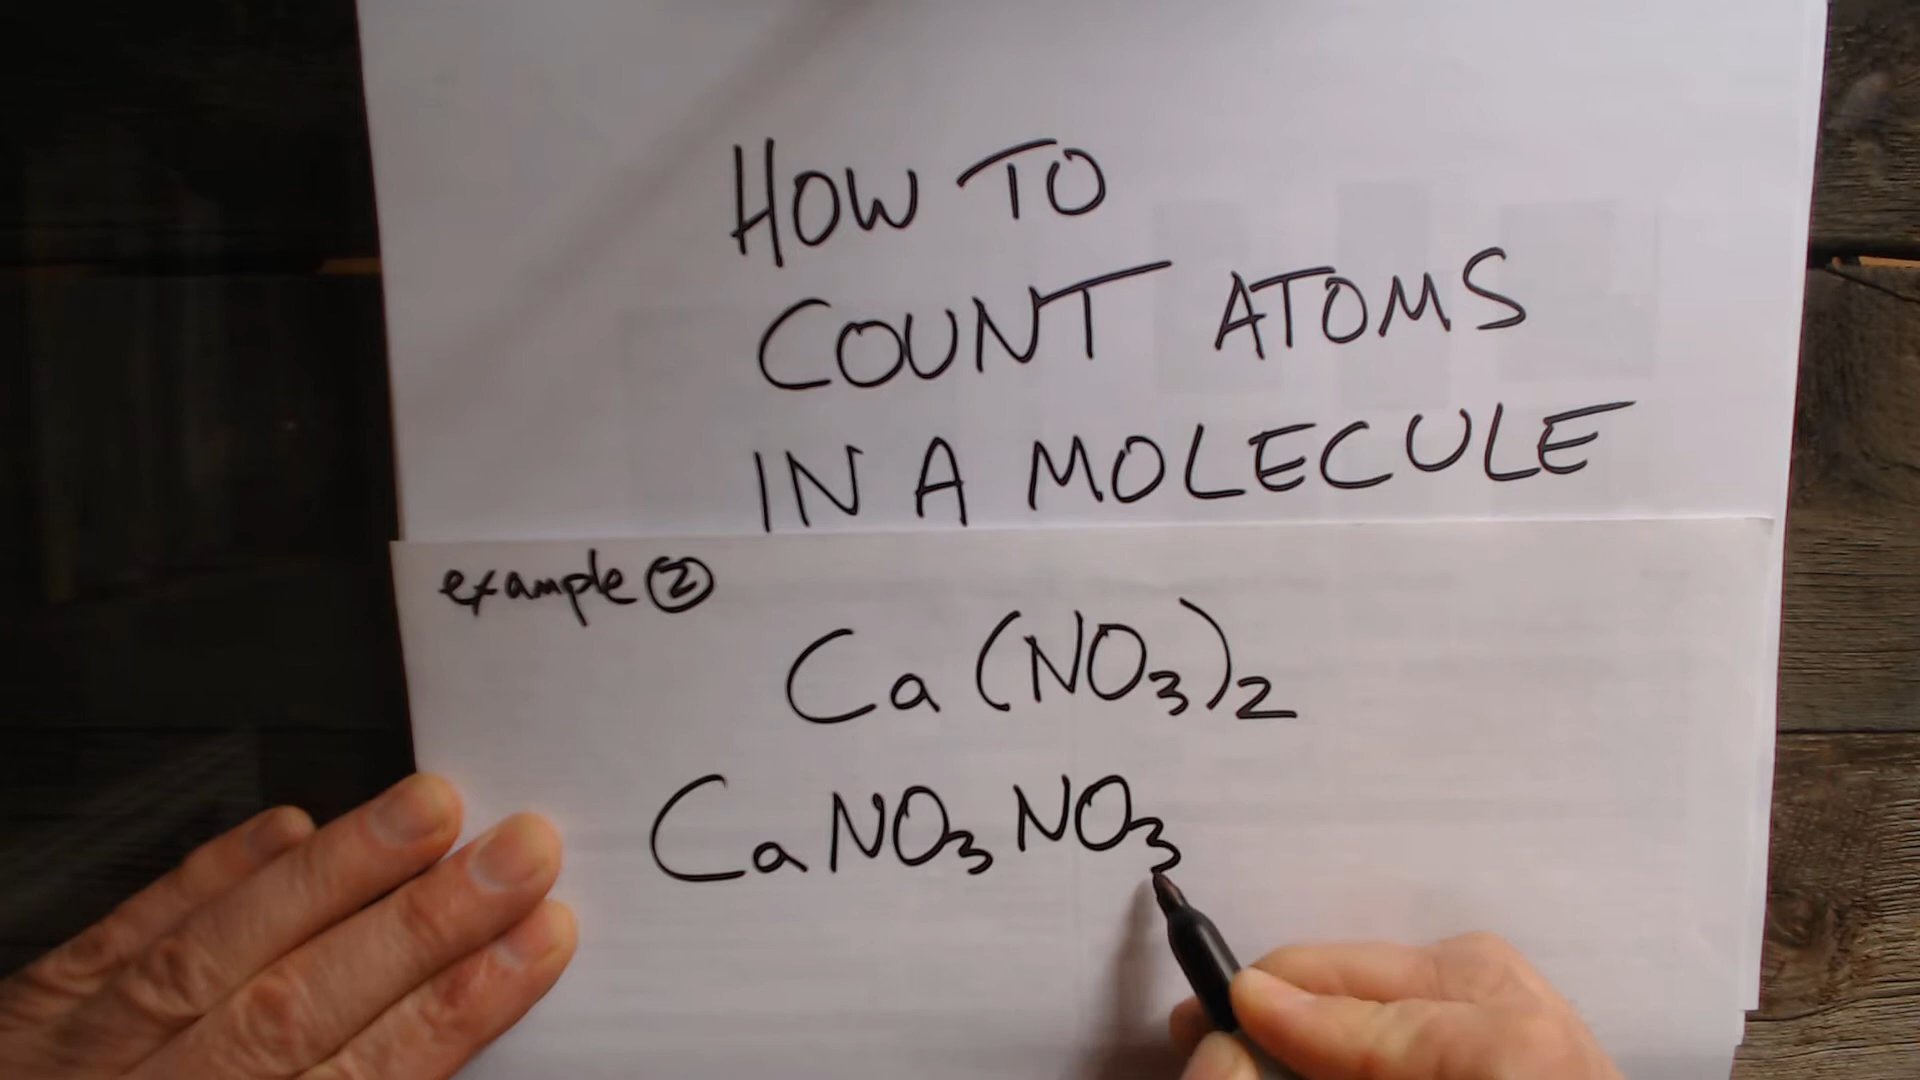 HOW TO
COUNT ATOMS
IN A MOLECULE
example ②
Ca(NO₃)₂
CaNO₃NO₃